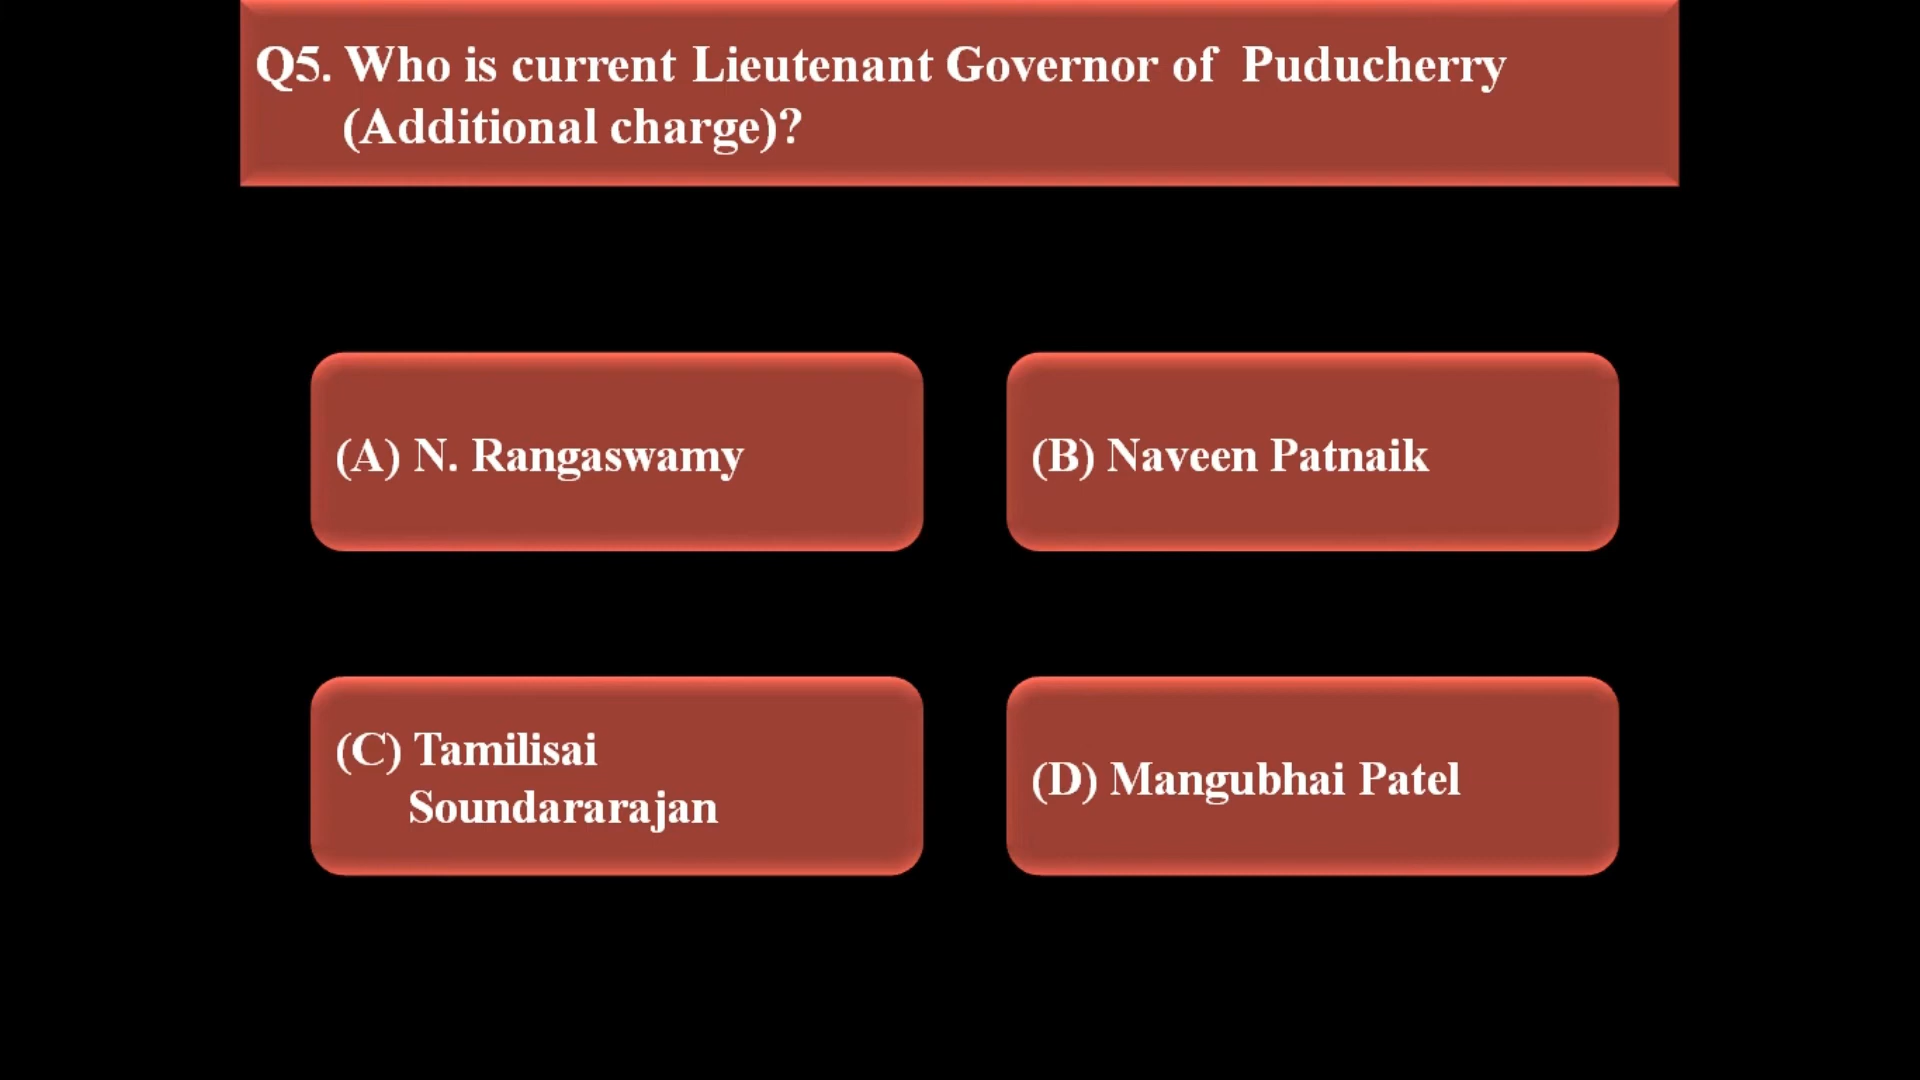 Q5. Who is current Lieutenant Governor of Puducherry
(Additional charge)?
(A) N. Rangaswamy
(B) Naveen Patnaik
(C) Tamilisai
Soundararajan
(D) Mangubhai Patel